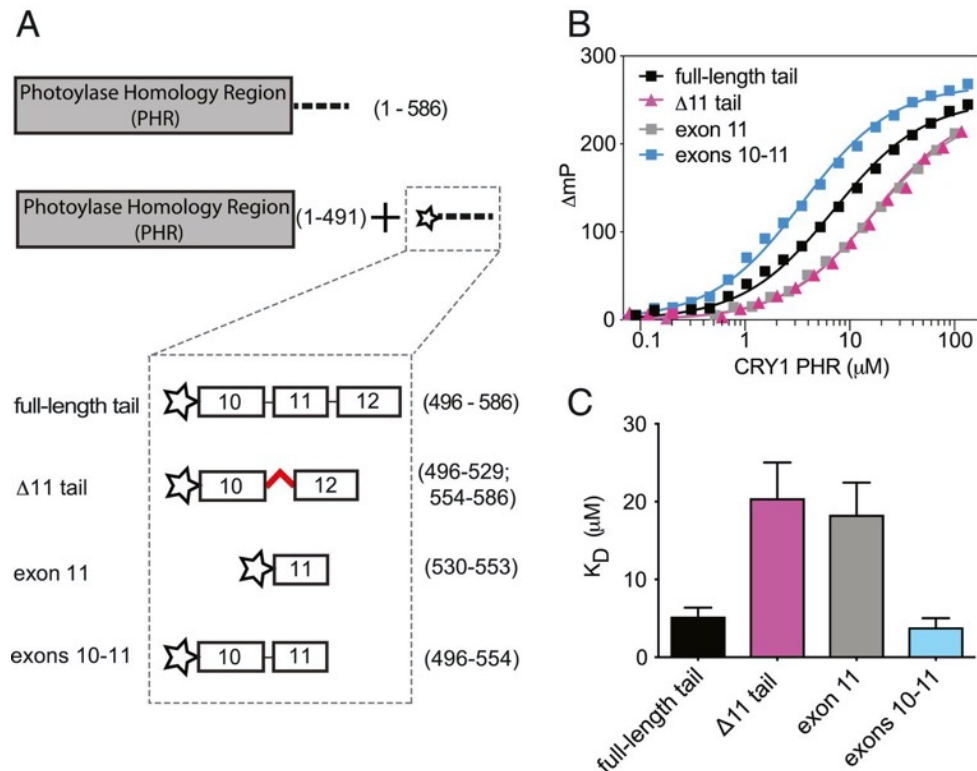 A
Photoylase Homology Region
(PHR)
(1 - 586)
Photoylase Homology Region
(PHR)
(1-491)
+
full-length tail
10
11
12
(496 - 586)
Δ11 tail
10
12
(496-529;
554-586)
exon 11
11
(530-553)
exons 10-11
10
11
(496-554)
B
300
200
100
0
ΔmP
full-length tail
Δ11 tail
exon 11
exons 10-11
0.1
1
10
100
CRY1 PHR (μM)
C
30
20
10
0
KD (μM)
full-length tail
Δ11 tail
exon 11
exons 10-11